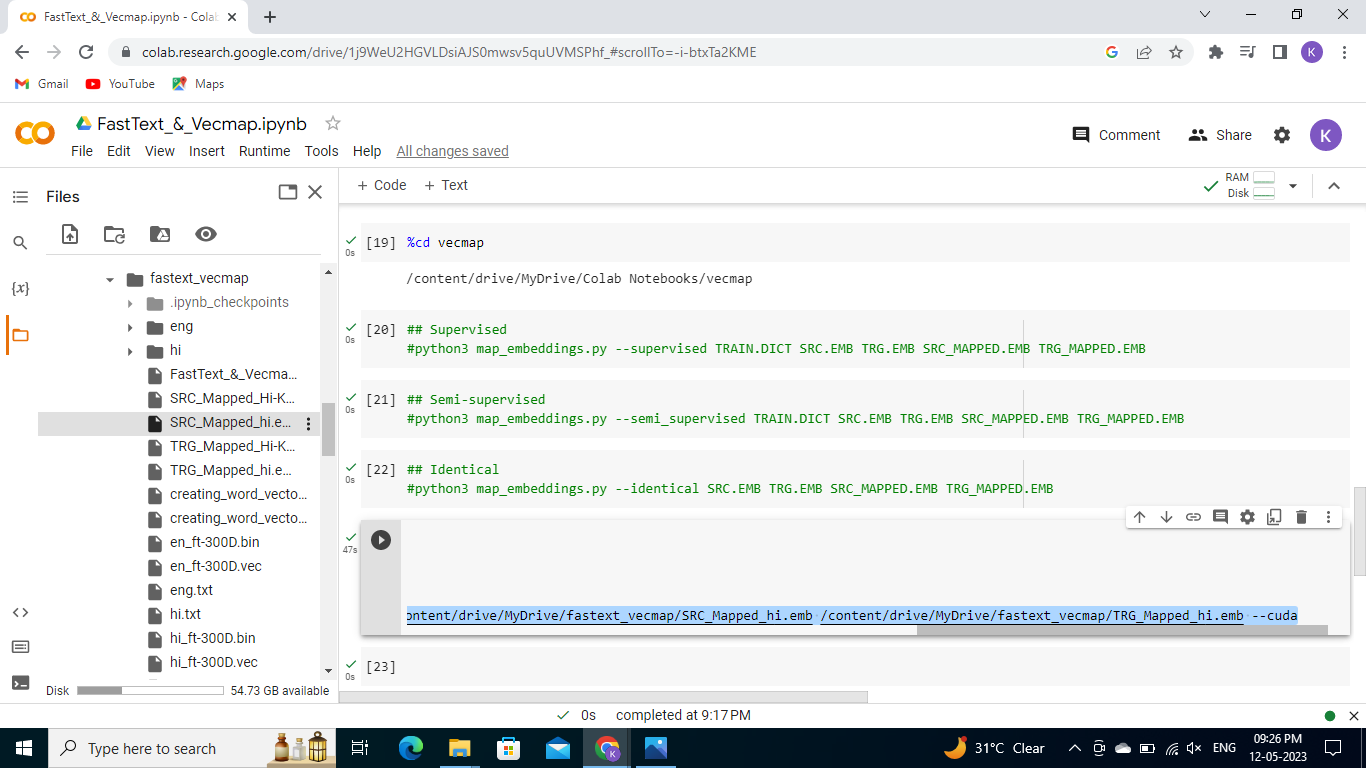 FastText_&_Vecmap.ipynb - Colab
colab.research.google.com/drive/1j9WeU2HGVLDsiAJS0mwsv5quUVMSPhf_#scrollTo=-i-btxTa2KME
K
Gmail
YouTube
Maps
FastText_&_Vecmap.ipynb
File Edit View Insert Runtime Tools Help All changes saved
Comment
Share
K
Files
+ Code + Text
RAM
Disk
{x}
fastext_vecmap
.ipynb_checkpoints
eng
hi
FastText_&_Vecma...
SRC_Mapped_Hi-K...
SRC_Mapped_hi.e...
TRG_Mapped_Hi-K...
TRG_Mapped_hi.e...
creating_word_vecto...
creating_word_vecto...
en_ft-300D.bin
en_ft-300D.vec
eng.txt
hi.txt
hi_ft-300D.bin
hi_ft-300D.vec
Disk 54.73 GB available
0s
[19] %cd vecmap
/content/drive/MyDrive/Colab Notebooks/vecmap
0s
[20] ## Supervised
#python3 map_embeddings.py --supervised TRAIN.DICT SRC.EMB TRG.EMB SRC_MAPPED.EMB TRG_MAPPED.EMB
0s
[21] ## Semi-supervised
#python3 map_embeddings.py --semi_supervised TRAIN.DICT SRC.EMB TRG.EMB SRC_MAPPED.EMB TRG_MAPPED.EMB
0s
[22] ## Identical
#python3 map_embeddings.py --identical SRC.EMB TRG.EMB SRC_MAPPED.EMB TRG_MAPPED.EMB
47s
ontent/drive/MyDrive/fastext_vecmap/SRC_Mapped_hi.emb /content/drive/MyDrive/fastext_vecmap/TRG_Mapped_hi.emb --cuda
0s
[23]
0s completed at 9:17 PM
Type here to search
31°C Clear
ENG
09:26 PM
12-05-2023